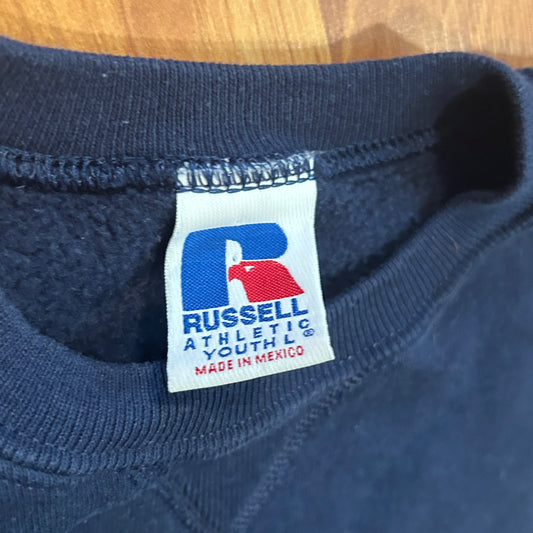 RUSSELL
ATHLETIC®
YOUTH L
MADE IN MEXICO